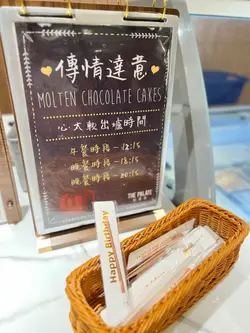 傳情達意
MOLTEN CHOCOLATE CAKES
心太軟出爐時間
午餐時段 - 12:15
晚餐時段 - 18:15
晚餐時段 - 20:15
THE PALATE
Happy Birthday